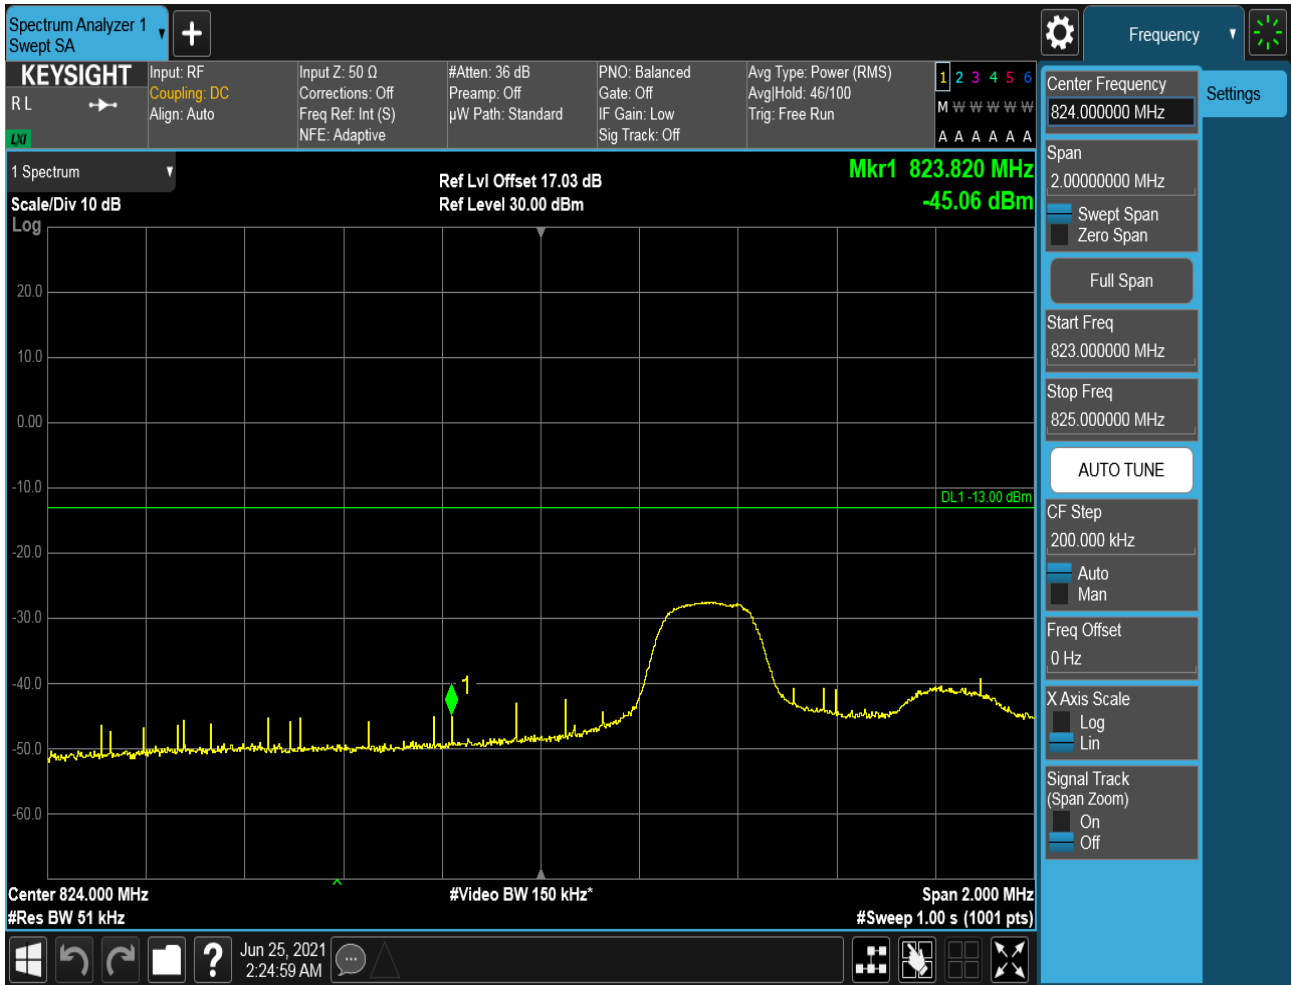 Spectrum Analyzer 1
Swept SA
Frequency
KEYSIGHT
R L
LXI
Input: RF
Coupling: DC
Align: Auto
Input Z: 50 Ω
Corrections: Off
Freq Ref: Int (S)
NFE: Adaptive
#Atten: 36 dB
Preamp: Off
µW Path: Standard
PNO: Balanced
Gate: Off
IF Gain: Low
Sig Track: Off
Avg Type: Power (RMS)
Avg|Hold: 46/100
Trig: Free Run
1 2 3 4 5 6
M W W W W W
A A A A A A
Center Frequency
824.000000 MHz
Settings
Span
2.00000000 MHz
Swept Span
Zero Span
Full Span
Start Freq
823.000000 MHz
Stop Freq
825.000000 MHz
AUTO TUNE
CF Step
200.000 kHz
Auto
Man
Freq Offset
0 Hz
X Axis Scale
Log
Lin
Signal Track
(Span Zoom)
On
Off
1 Spectrum
Scale/Div 10 dB
Log
Ref Lvl Offset 17.03 dB
Ref Level 30.00 dBm
Mkr1 823.820 MHz
-45.06 dBm
20.0
10.0
0.00
-10.0
DL1 -13.00 dBm
-20.0
-30.0
-40.0
1
-50.0
-60.0
Center 824.000 MHz
#Video BW 150 kHz*
Span 2.000 MHz
#Res BW 51 kHz
#Sweep 1.00 s (1001 pts)
?
Jun 25, 2021
2:24:59 AM